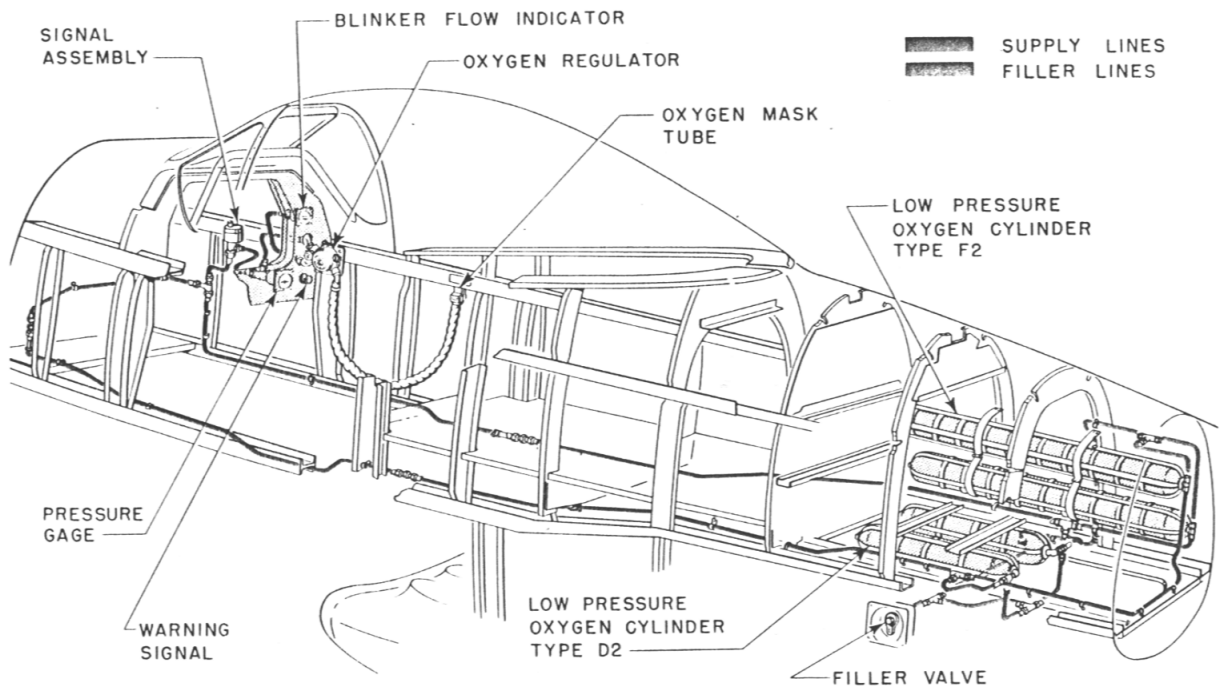 BLINKER FLOW INDICATOR
SIGNAL
ASSEMBLY
OXYGEN REGULATOR
SUPPLY LINES
FILLER LINES
OXYGEN MASK
TUBE
LOW PRESSURE
OXYGEN CYLINDER
TYPE F2
PRESSURE
GAGE
WARNING
SIGNAL
LOW PRESSURE
OXYGEN CYLINDER
TYPE D2
FILLER VALVE